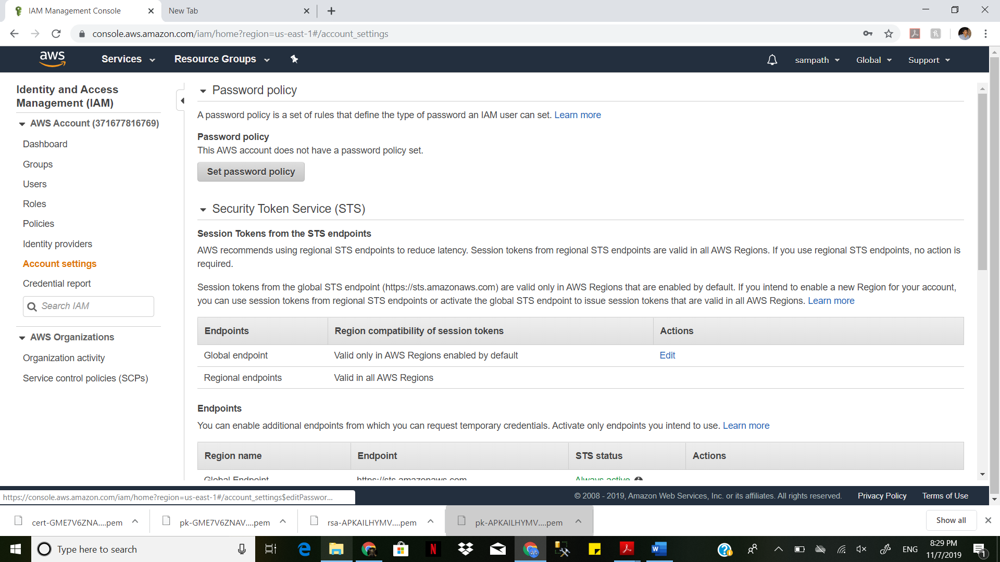 IAM Management Console
New Tab
console.aws.amazon.com/iam/home?region=us-east-1#/account_settings
aws
Services
Resource Groups
sampath
Global
Support
Identity and Access
Management (IAM)
AWS Account (371677816769)
Dashboard
Groups
Users
Roles
Policies
Identity providers
Account settings
Credential report
Search IAM
AWS Organizations
Organization activity
Service control policies (SCPs)
Password policy
A password policy is a set of rules that define the type of password an IAM user can set. Learn more
Password policy
This AWS account does not have a password policy set.
Set password policy
Security Token Service (STS)
Session Tokens from the STS endpoints
AWS recommends using regional STS endpoints to reduce latency. Session tokens from regional STS endpoints are valid in all AWS Regions. If you use regional STS endpoints, no action is
required.
Session tokens from the global STS endpoint (https://sts.amazonaws.com) are valid only in AWS Regions that are enabled by default. If you intend to enable a new Region for your account,
you can use session tokens from regional STS endpoints or activate the global STS endpoint to issue session tokens that are valid in all AWS Regions. Learn more
Endpoints Region compatibility of session tokens Actions
Global endpoint Valid only in AWS Regions enabled by default Edit
Regional endpoints Valid in all AWS Regions
Endpoints
You can enable additional endpoints from which you can request temporary credentials. Activate only endpoints you intend to use. Learn more
Region name Endpoint STS status Actions
Global Endpoint https://sts.amazonaws.com Always active
https://console.aws.amazon.com/iam/home?region=us-east-1#/account_settings$editPasswor...
© 2008 - 2019, Amazon Web Services, Inc. or its affiliates. All rights reserved. Privacy Policy Terms of Use
cert-GME7V6ZNA....pem
pk-GME7V6ZNAV....pem
rsa-APKAILHYMV....pem
pk-APKAILHYMV....pem
Show all
Type here to search
ENG
8:29 PM
11/7/2019
1